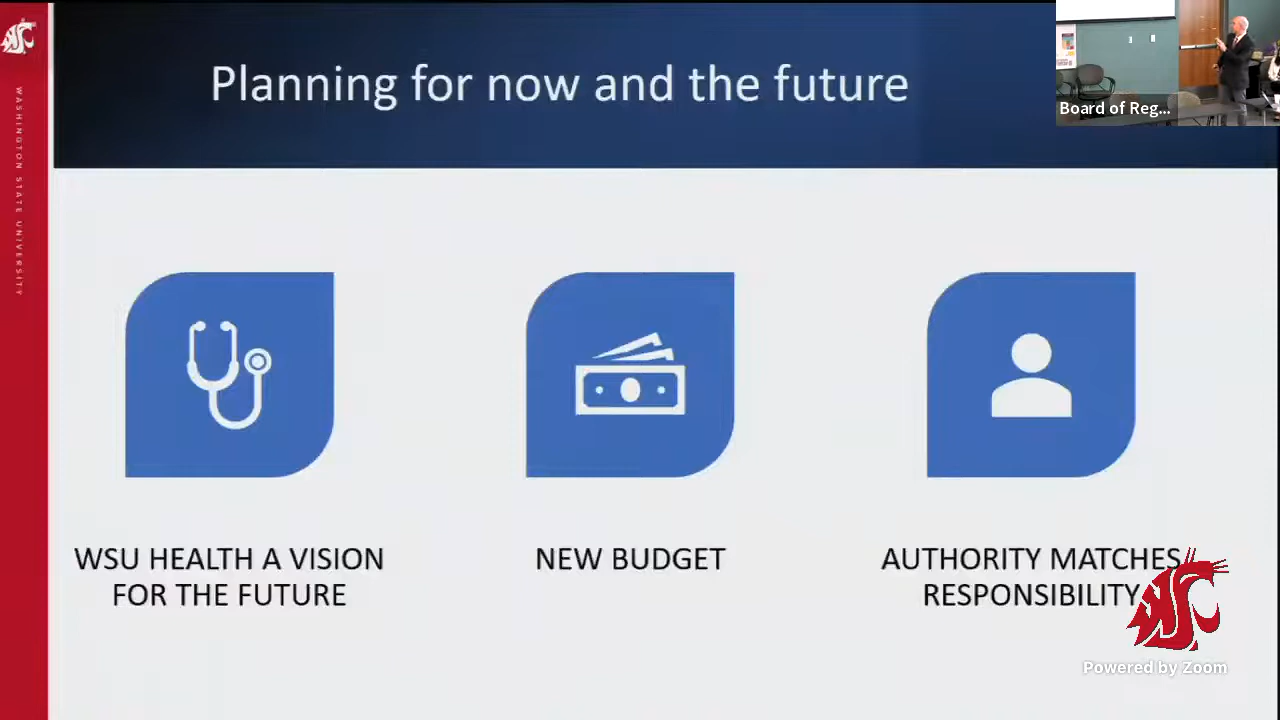 Planning for now and the future
Board of Reg...
WASHINGTON STATE UNIVERSITY
WSU HEALTH A VISION
FOR THE FUTURE
NEW BUDGET
AUTHORITY MATCHES
RESPONSIBILITY
Powered by Zoom